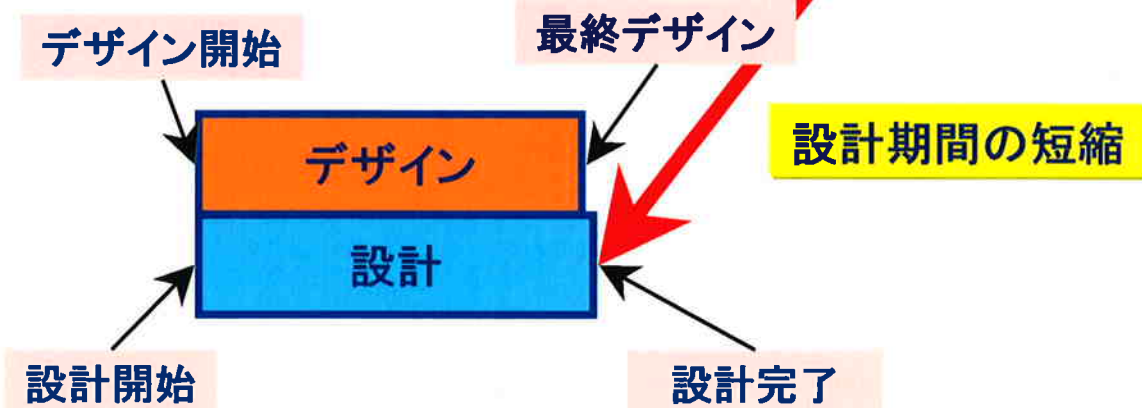 デザイン開始
最終デザイン
設計期間の短縮
デザイン
設計
設計開始
設計完了